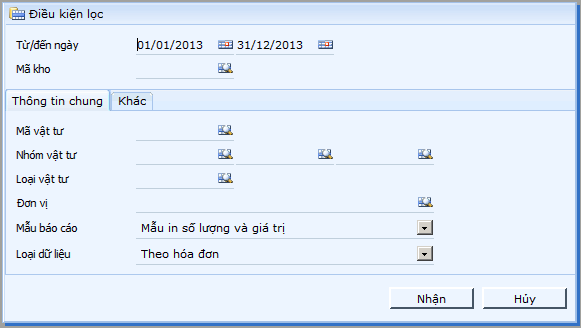 Điều kiện lọc
Từ/đến ngày 01/01/2013 31/12/2013
Mã kho
Thông tin chung Khác
Mã vật tư
Nhóm vật tư
Loại vật tư
Đơn vị
Mẫu báo cáo Mẫu in số lượng và giá trị
Loại dữ liệu Theo hóa đơn
Nhận Hủy